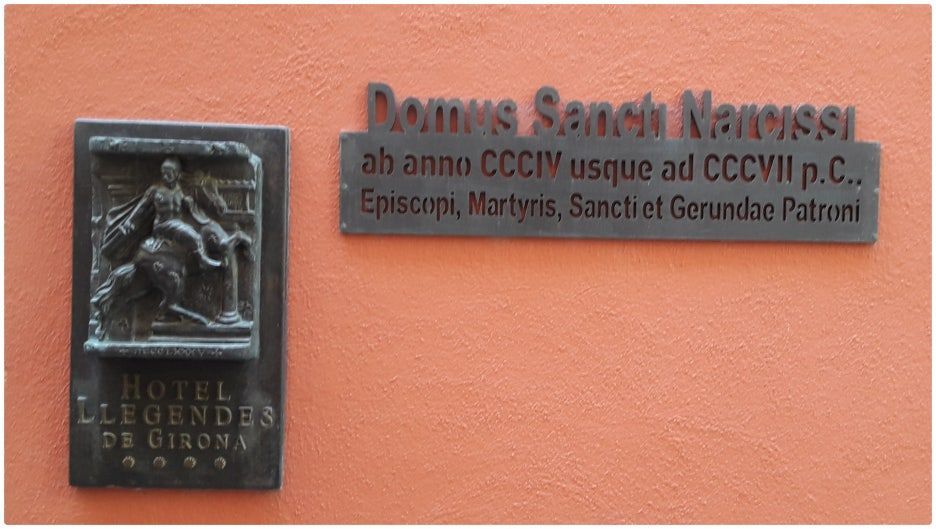 Domus Sancti Narcissi
ab anno CCCIV usque ad CCCVII p.C..
Episcopi, Martyris, Sancti et Gerundae Patroni
HOTEL
LLEGENDES
DE GIRONA